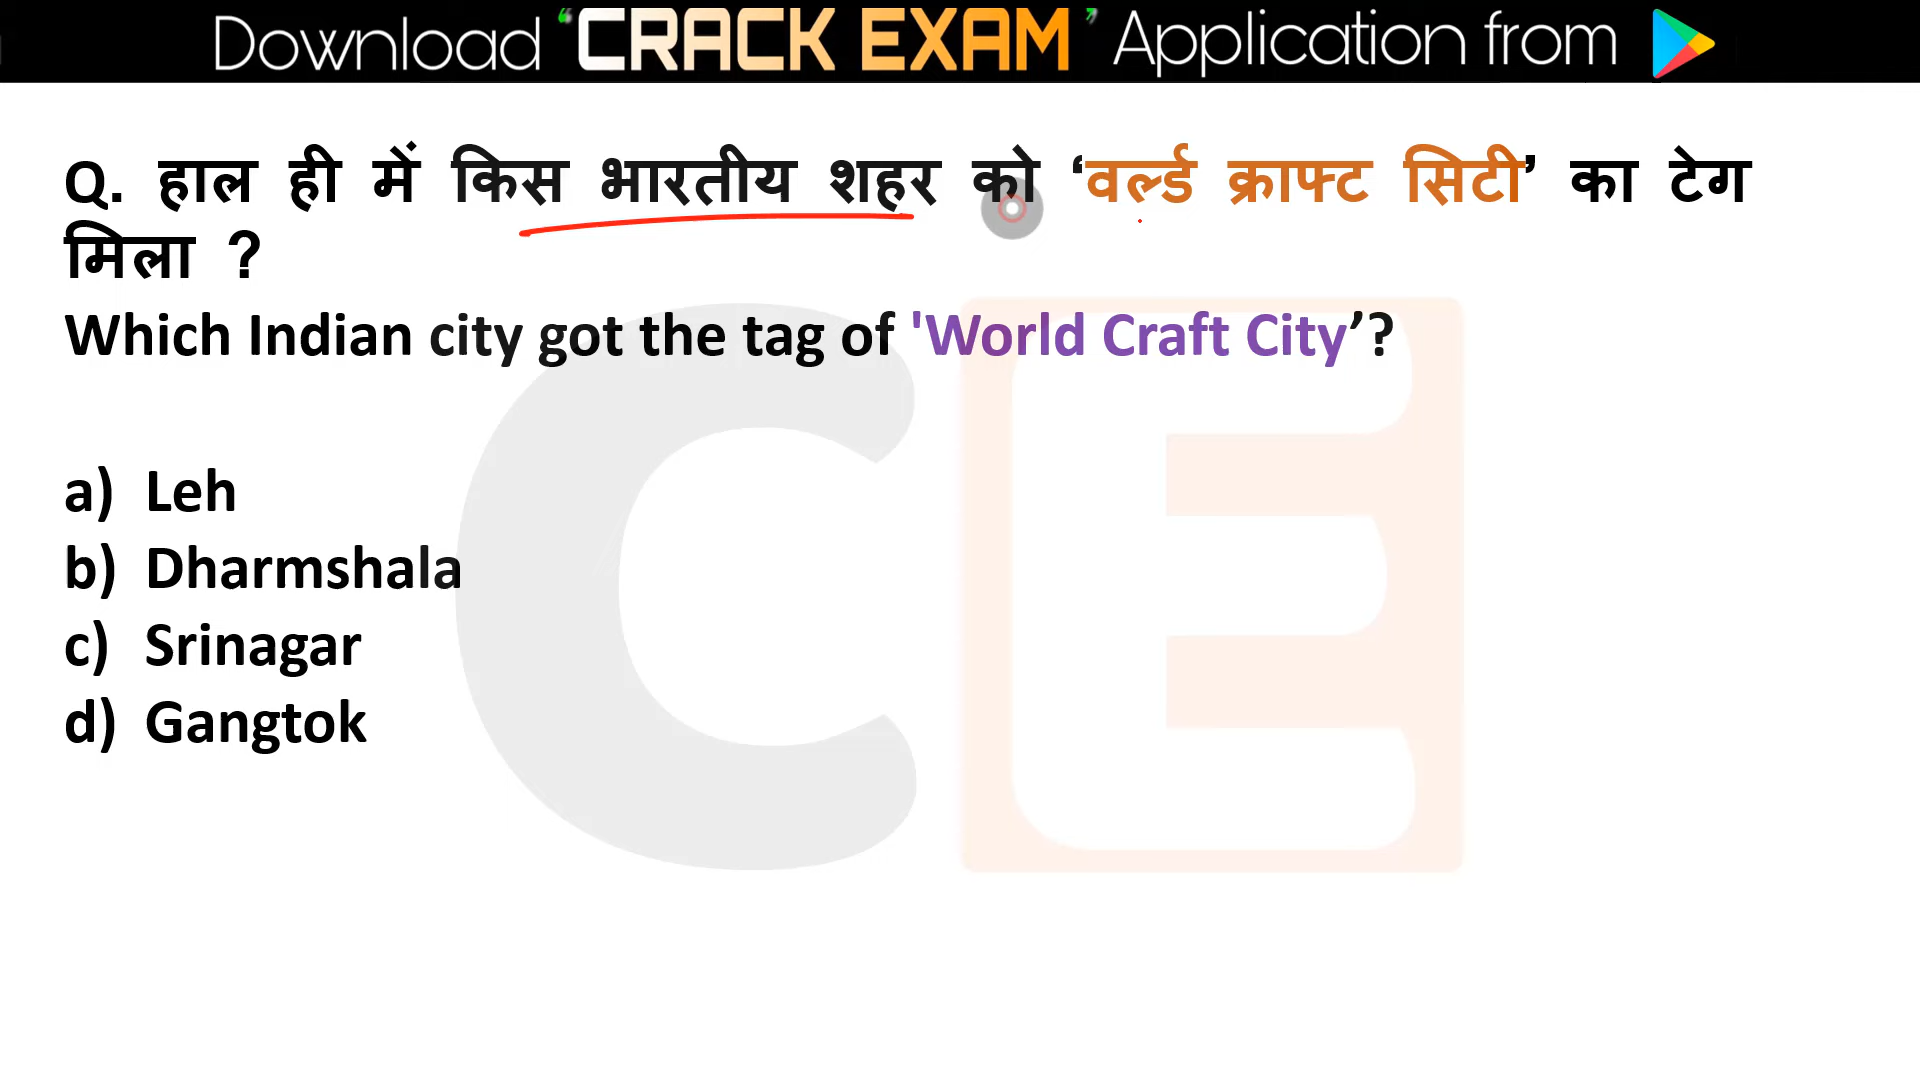 Download ‘CRACK EXAM’ Application from
Q. हाल ही में किस भारतीय शहर को ‘वर्ल्ड क्राफ्ट सिटी’ का टेग
मिला ?
Which Indian city got the tag of 'World Craft City’?
a) Leh
b) Dharmshala
c) Srinagar
d) Gangtok
CE